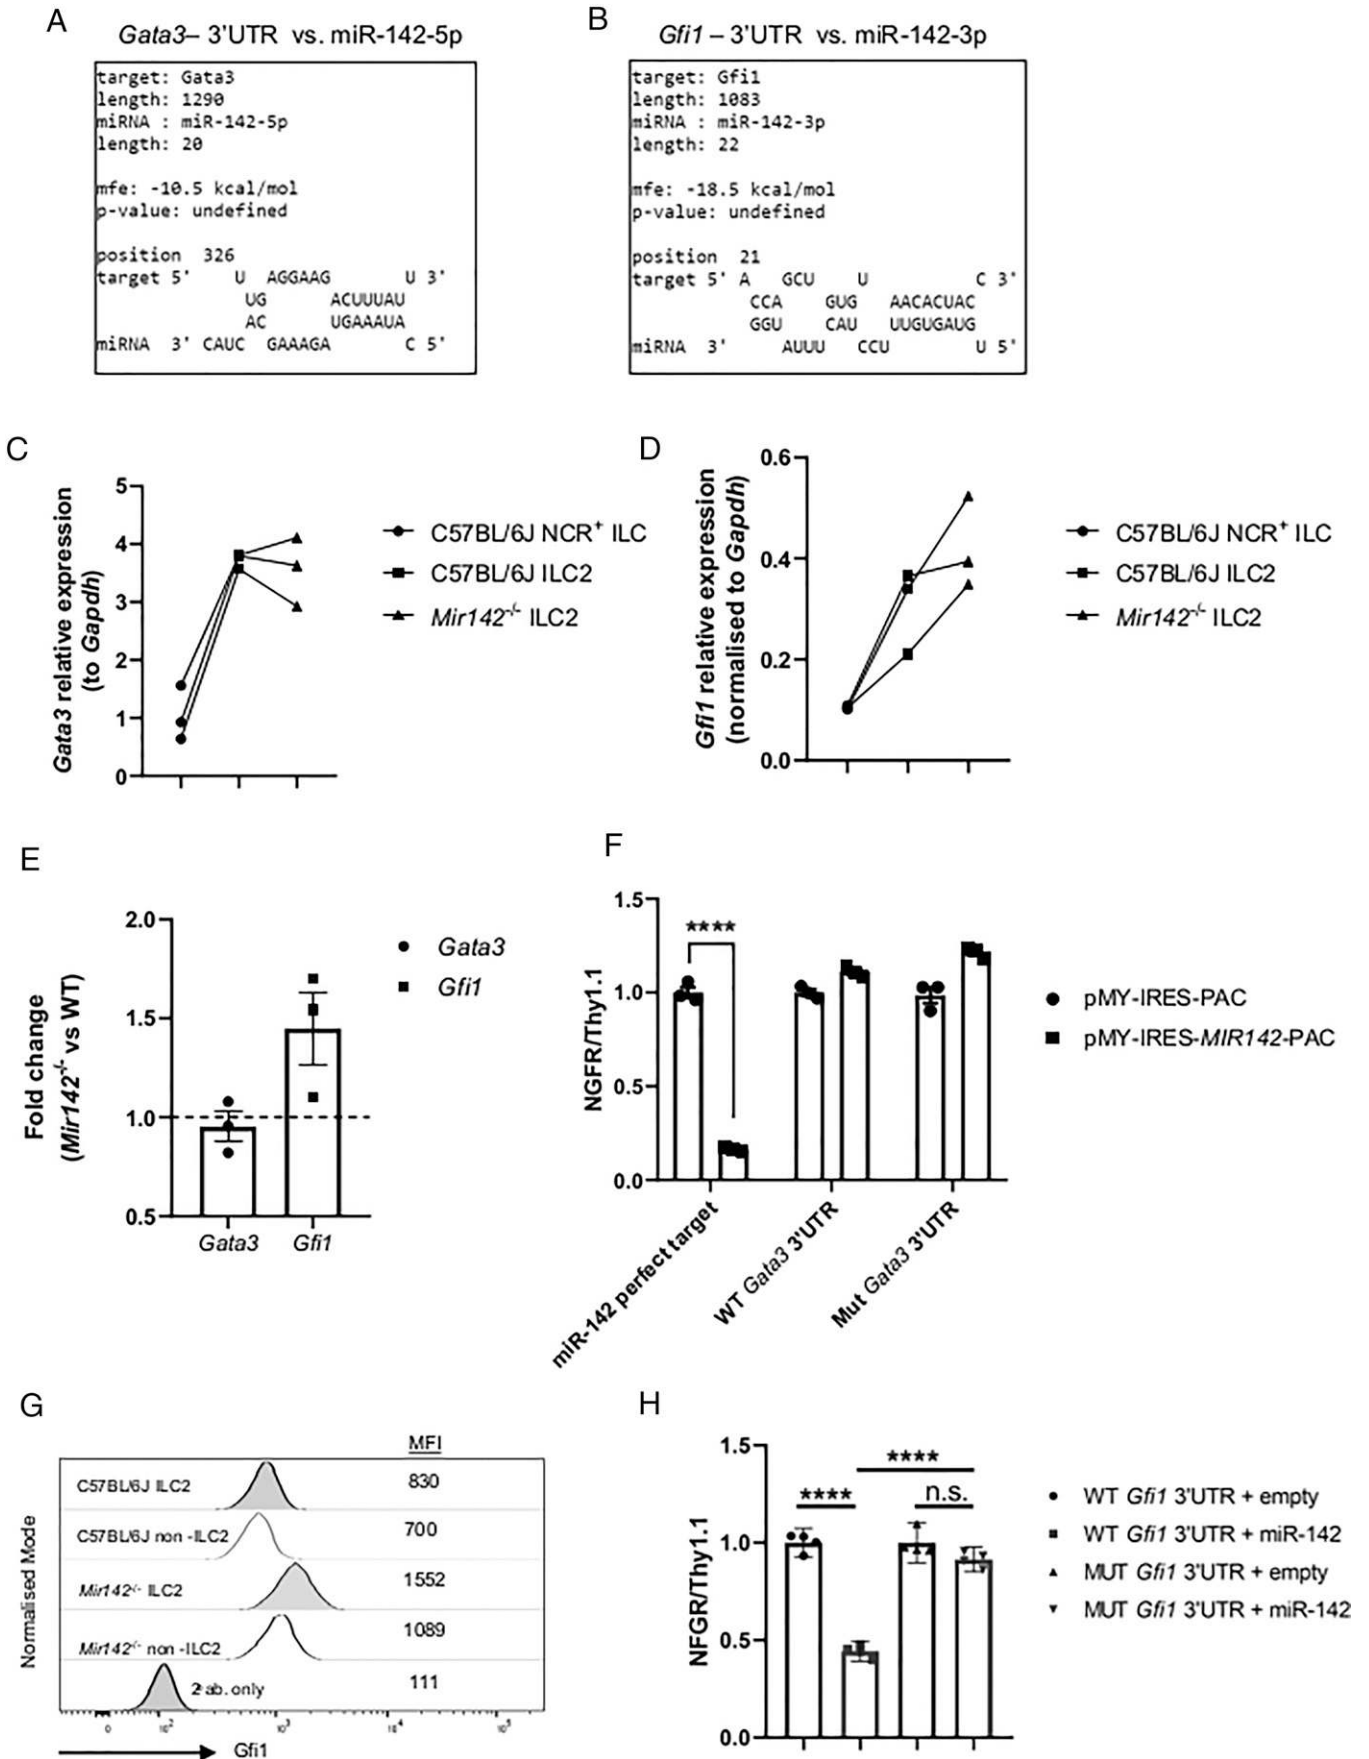 A
Gata3– 3'UTR vs. miR-142-5p
target: Gata3
length: 1290
miRNA : miR-142-5p
length: 20
mfe: -10.5 kcal/mol
p-value: undefined
position 326
target 5' U AGGAAG U 3'
UG ACUUUAU
AC UGAAAUA
miRNA 3' CAUC GAAAGA C 5'
B
Gfi1 – 3'UTR vs. miR-142-3p
target: Gfi1
length: 1083
miRNA : miR-142-3p
length: 22
mfe: -18.5 kcal/mol
p-value: undefined
position 21
target 5' A GCU U C 3'
CCA GUG AACACUAC
GGU CAU UUGUGAUG
miRNA 3' AUUU CCU U 5'
C
Gata3 relative expression
(to Gapdh)
5
4
3
2
1
0
C57BL/6J NCR+ ILC
C57BL/6J ILC2
Mir142-/- ILC2
D
Gfi1 relative expression
(normalised to Gapdh)
0.6
0.4
0.2
0.0
C57BL/6J NCR+ ILC
C57BL/6J ILC2
Mir142-/- ILC2
E
Fold change
(Mir142-/- vs WT)
2.0
1.5
1.0
0.5
Gata3
Gfi1
Gata3 Gfi1
F
NGFR/Thy1.1
1.5
1.0
0.5
0.0
****
miR-142 perfect target
WT Gata3 3'UTR
Mut Gata3 3'UTR
pMY-IRES-PAC
pMY-IRES-MIR142-PAC
G
Normalised Mode
MFI
C57BL/6J ILC2 830
C57BL/6J non -ILC2 700
Mir142-/- ILC2 1552
Mir142-/- non -ILC2 1089
2 ab. only 111
0 10² 10³ 10⁴ 10⁵
Gfi1
H
NFGR/Thy1.1
1.5
1.0
0.5
0.0
****
****
n.s.
WT Gfi1 3'UTR + empty
WT Gfi1 3'UTR + miR-142
MUT Gfi1 3'UTR + empty
MUT Gfi1 3'UTR + miR-142